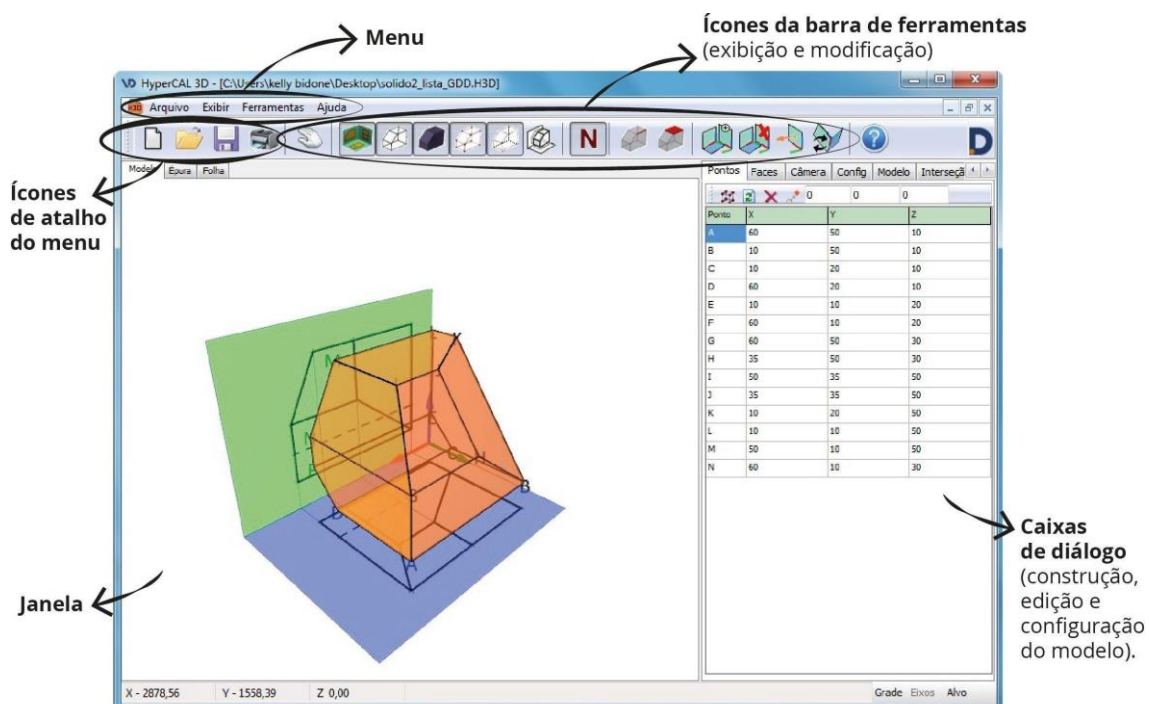 Ícones da barra de ferramentas
(exibição e modificação)
Menu
HyperCAL 3D - [C:\Users\kelly bidone\Desktop\solido2_lista_GDD.H3D]
H3D Arquivo Exibir Ferramentas Ajuda
N
Modelo Épura Folha
Pontos Faces Câmera Config Modelo Interseçã
0 0 0
Ponto X Y Z
A 60 50 10
B 10 50 10
C 10 20 10
D 60 20 10
E 10 10 20
F 60 10 20
G 60 50 30
H 35 50 30
I 50 35 50
J 35 35 50
K 10 20 50
L 10 10 50
M 50 10 50
N 60 10 30
Ícones
de atalho
do menu
M
B
D
A
Janela
Caixas
de diálogo
(construção,
edição e
configuração
do modelo).
X - 2878,56 Y - 1558,39 Z 0,00
Grade Eixos Alvo